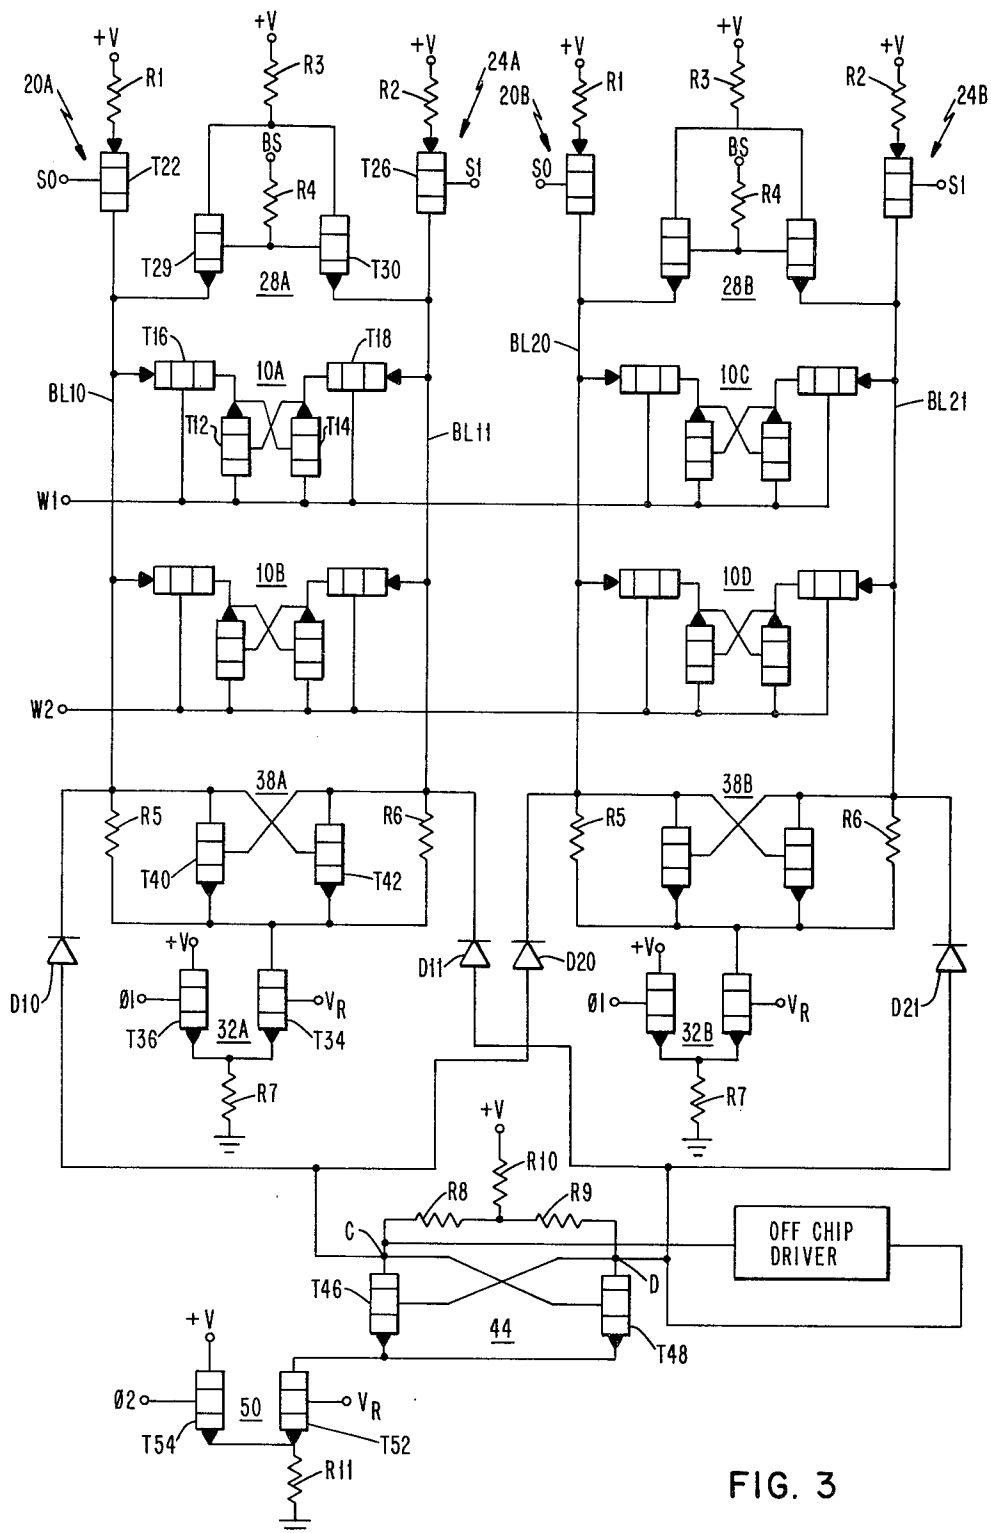 +V +V +V +V +V +V
R1 R3 R2 R1 R3 R2
20A 24A 20B 24B
BS BS
S0 T22 R4 T26 S1 S0 R4 S1
T29 T30
28A 28B
T16 T18
BL10 10A BL11 BL20 10C BL21
T12 T14
W1
10B 10D
W2
38A 38B
R5 R6 R5 R6
T40 T42
D10 +V D11 D20 +V D21
Ø1 VR Ø1 VR
T36 32A T34 32B
R7 R7
+V
R10
R8 R9
C D
OFF CHIP
DRIVER
T46 T48
44
+V
Ø2 50 VR
T54 T52
R11
FIG. 3